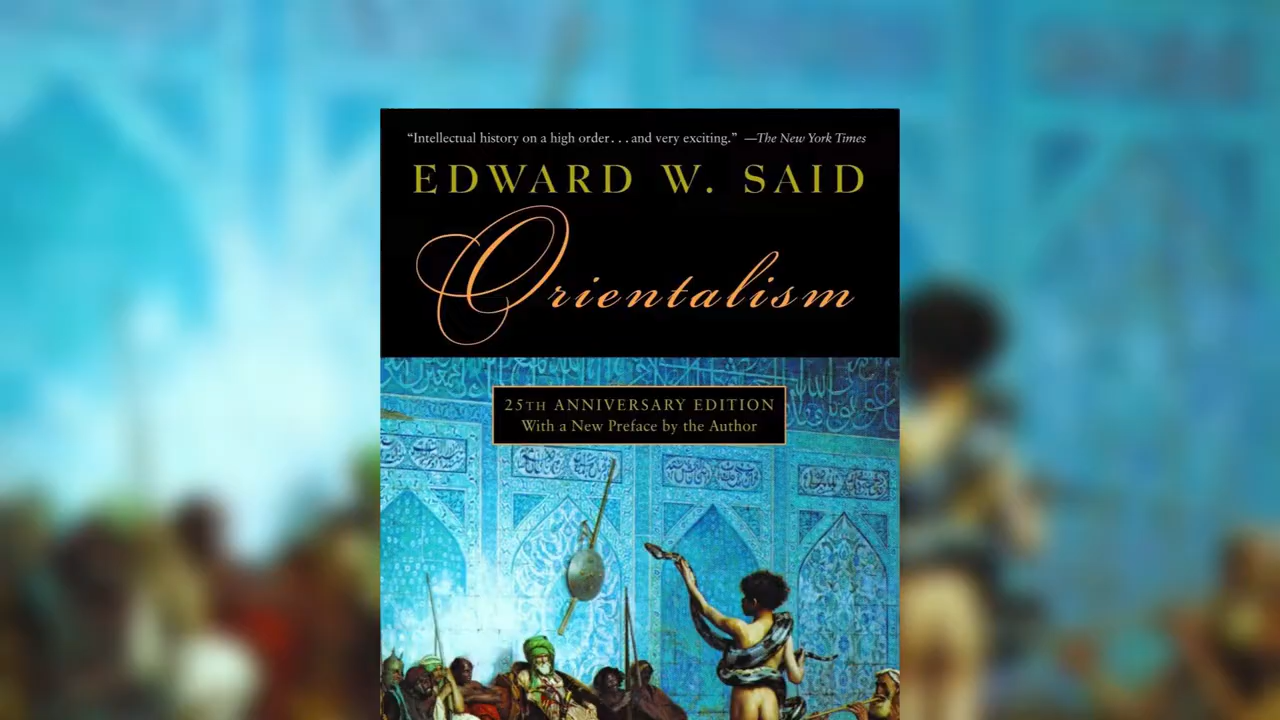 “Intellectual history on a high order...and very exciting.” —The New York Times
EDWARD W. SAID
Orientalism
25TH ANNIVERSARY EDITION
With a New Preface by the Author